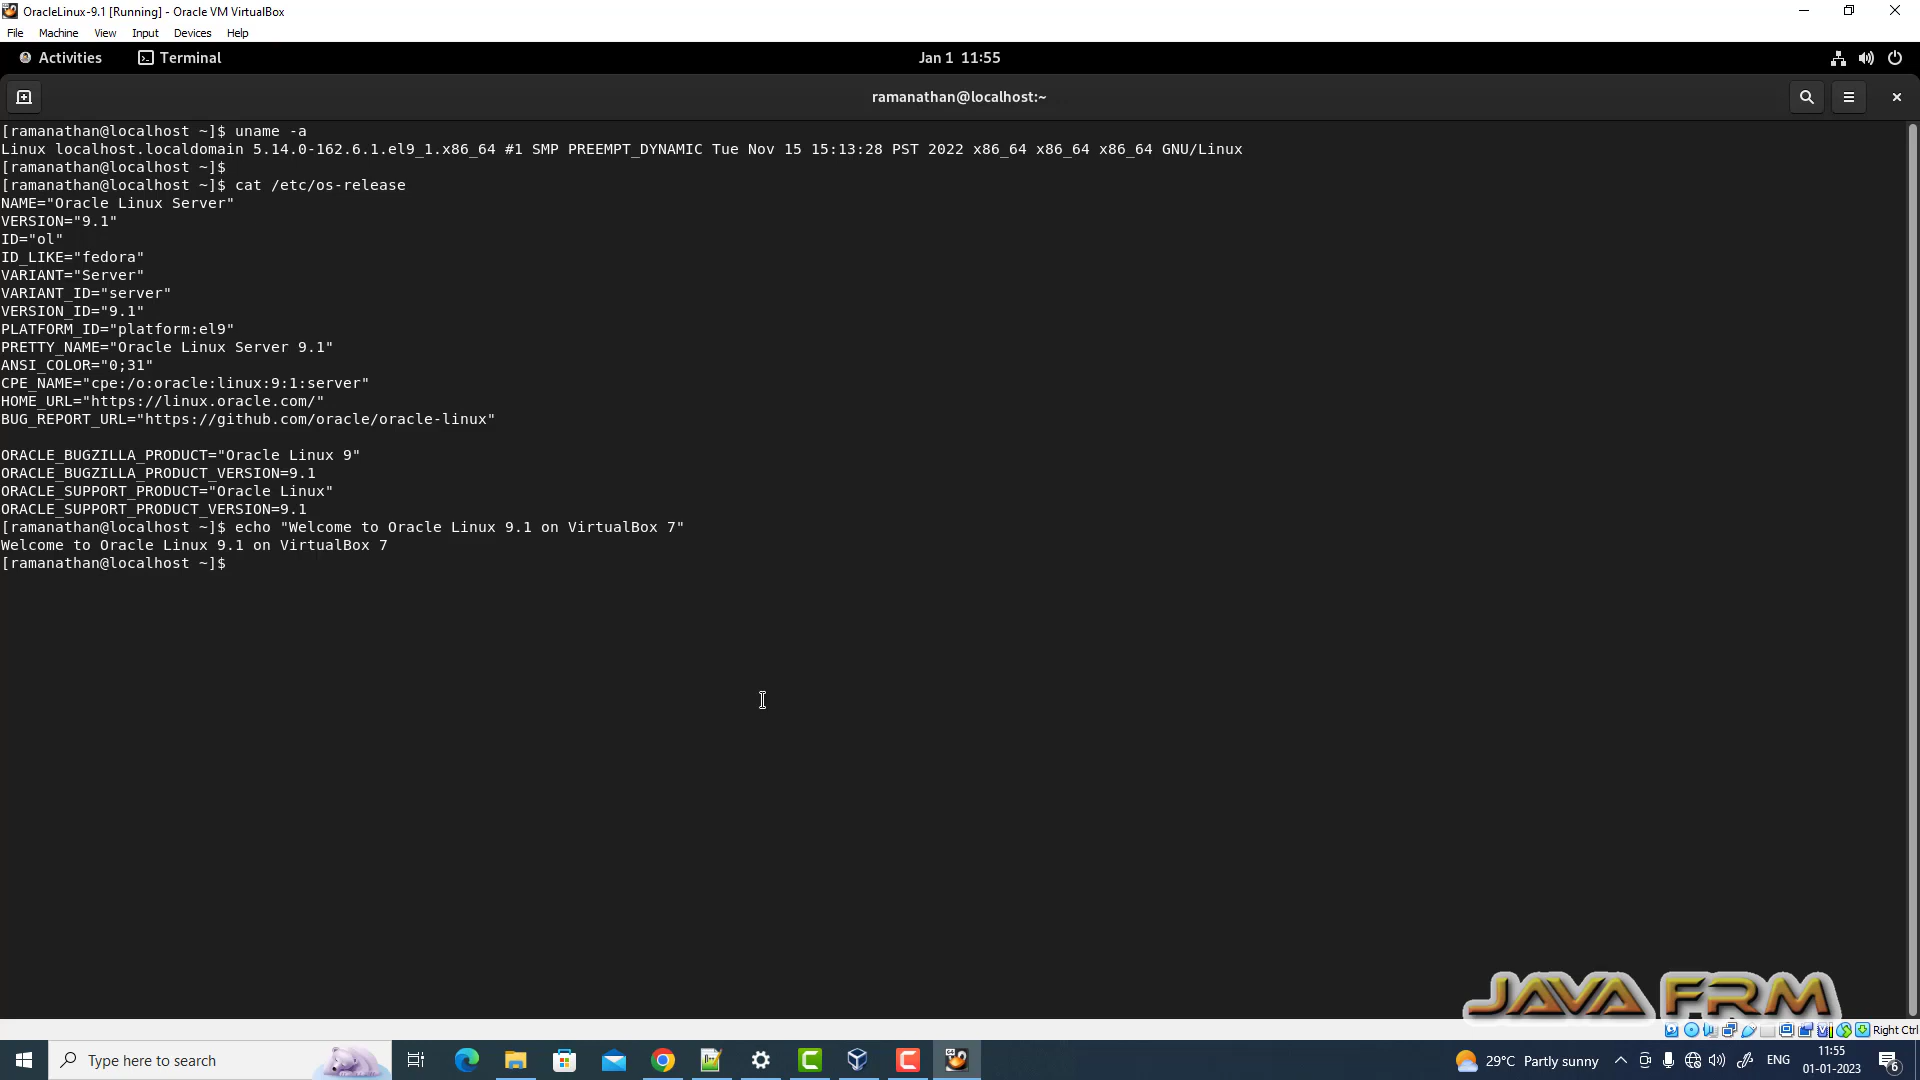 OracleLinux-9.1 [Running] - Oracle VM VirtualBox
File Machine View Input Devices Help
Activities Terminal Jan 1 11:55
ramanathan@localhost:~
[ramanathan@localhost ~]$ uname -a
Linux localhost.localdomain 5.14.0-162.6.1.el9_1.x86_64 #1 SMP PREEMPT_DYNAMIC Tue Nov 15 15:13:28 PST 2022 x86_64 x86_64 x86_64 GNU/Linux
[ramanathan@localhost ~]$
[ramanathan@localhost ~]$ cat /etc/os-release
NAME="Oracle Linux Server"
VERSION="9.1"
ID="ol"
ID_LIKE="fedora"
VARIANT="Server"
VARIANT_ID="server"
VERSION_ID="9.1"
PLATFORM_ID="platform:el9"
PRETTY_NAME="Oracle Linux Server 9.1"
ANSI_COLOR="0;31"
CPE_NAME="cpe:/o:oracle:linux:9:1:server"
HOME_URL="https://linux.oracle.com/"
BUG_REPORT_URL="https://github.com/oracle/oracle-linux"
ORACLE_BUGZILLA_PRODUCT="Oracle Linux 9"
ORACLE_BUGZILLA_PRODUCT_VERSION=9.1
ORACLE_SUPPORT_PRODUCT="Oracle Linux"
ORACLE_SUPPORT_PRODUCT_VERSION=9.1
[ramanathan@localhost ~]$ echo "Welcome to Oracle Linux 9.1 on VirtualBox 7"
Welcome to Oracle Linux 9.1 on VirtualBox 7
[ramanathan@localhost ~]$
JAVA FRM
Right Ctrl
Type here to search
29°C Partly sunny
ENG
11:55
01-01-2023
6